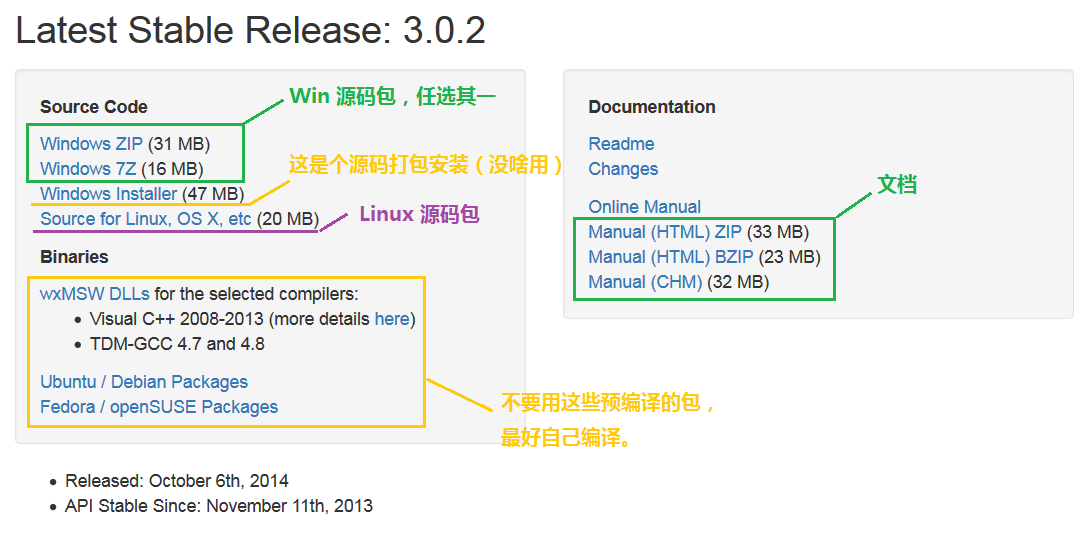 Latest Stable Release: 3.0.2
Source Code
Win 源码包，任选其一
Windows ZIP (31 MB)
Windows 7Z (16 MB)
这是个源码打包安装（没啥用）
Windows Installer (47 MB)
Source for Linux, OS X, etc (20 MB)
Linux 源码包
Binaries
wxMSW DLLs for the selected compilers:
Visual C++ 2008-2013 (more details here)
TDM-GCC 4.7 and 4.8
Ubuntu / Debian Packages
Fedora / openSUSE Packages
不要用这些预编译的包，
最好自己编译。
Documentation
Readme
Changes
文档
Online Manual
Manual (HTML) ZIP (33 MB)
Manual (HTML) BZIP (23 MB)
Manual (CHM) (32 MB)
Released: October 6th, 2014
API Stable Since: November 11th, 2013